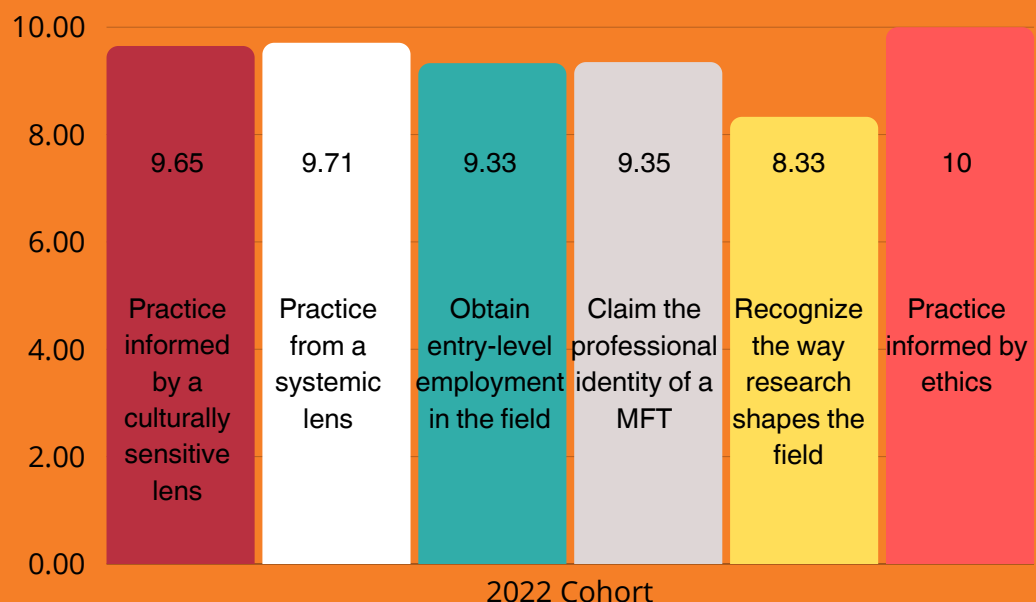 10.00
8.00
6.00
4.00
2.00
0.00
9.65
Practice
informed
by a
culturally
sensitive
lens
9.71
Practice
from a
systemic
lens
9.33
Obtain
entry-level
employment
in the field
9.35
Claim the
professional
identity of a
MFT
8.33
Recognize
the way
research
shapes the
field
10
Practice
informed by
ethics
2022 Cohort